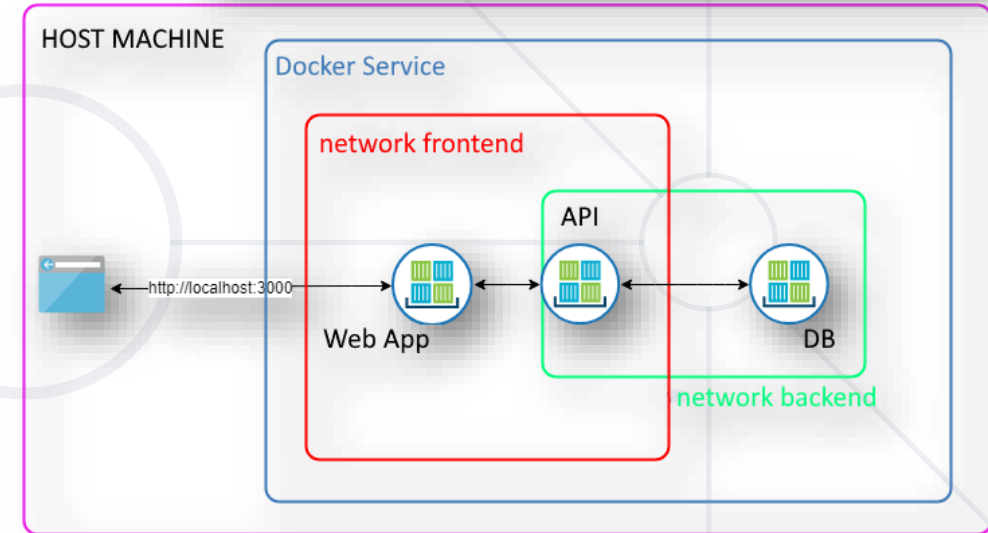 HOST MACHINE
Docker Service
network frontend
API
http://localhost:3000
Web App
DB
network backend